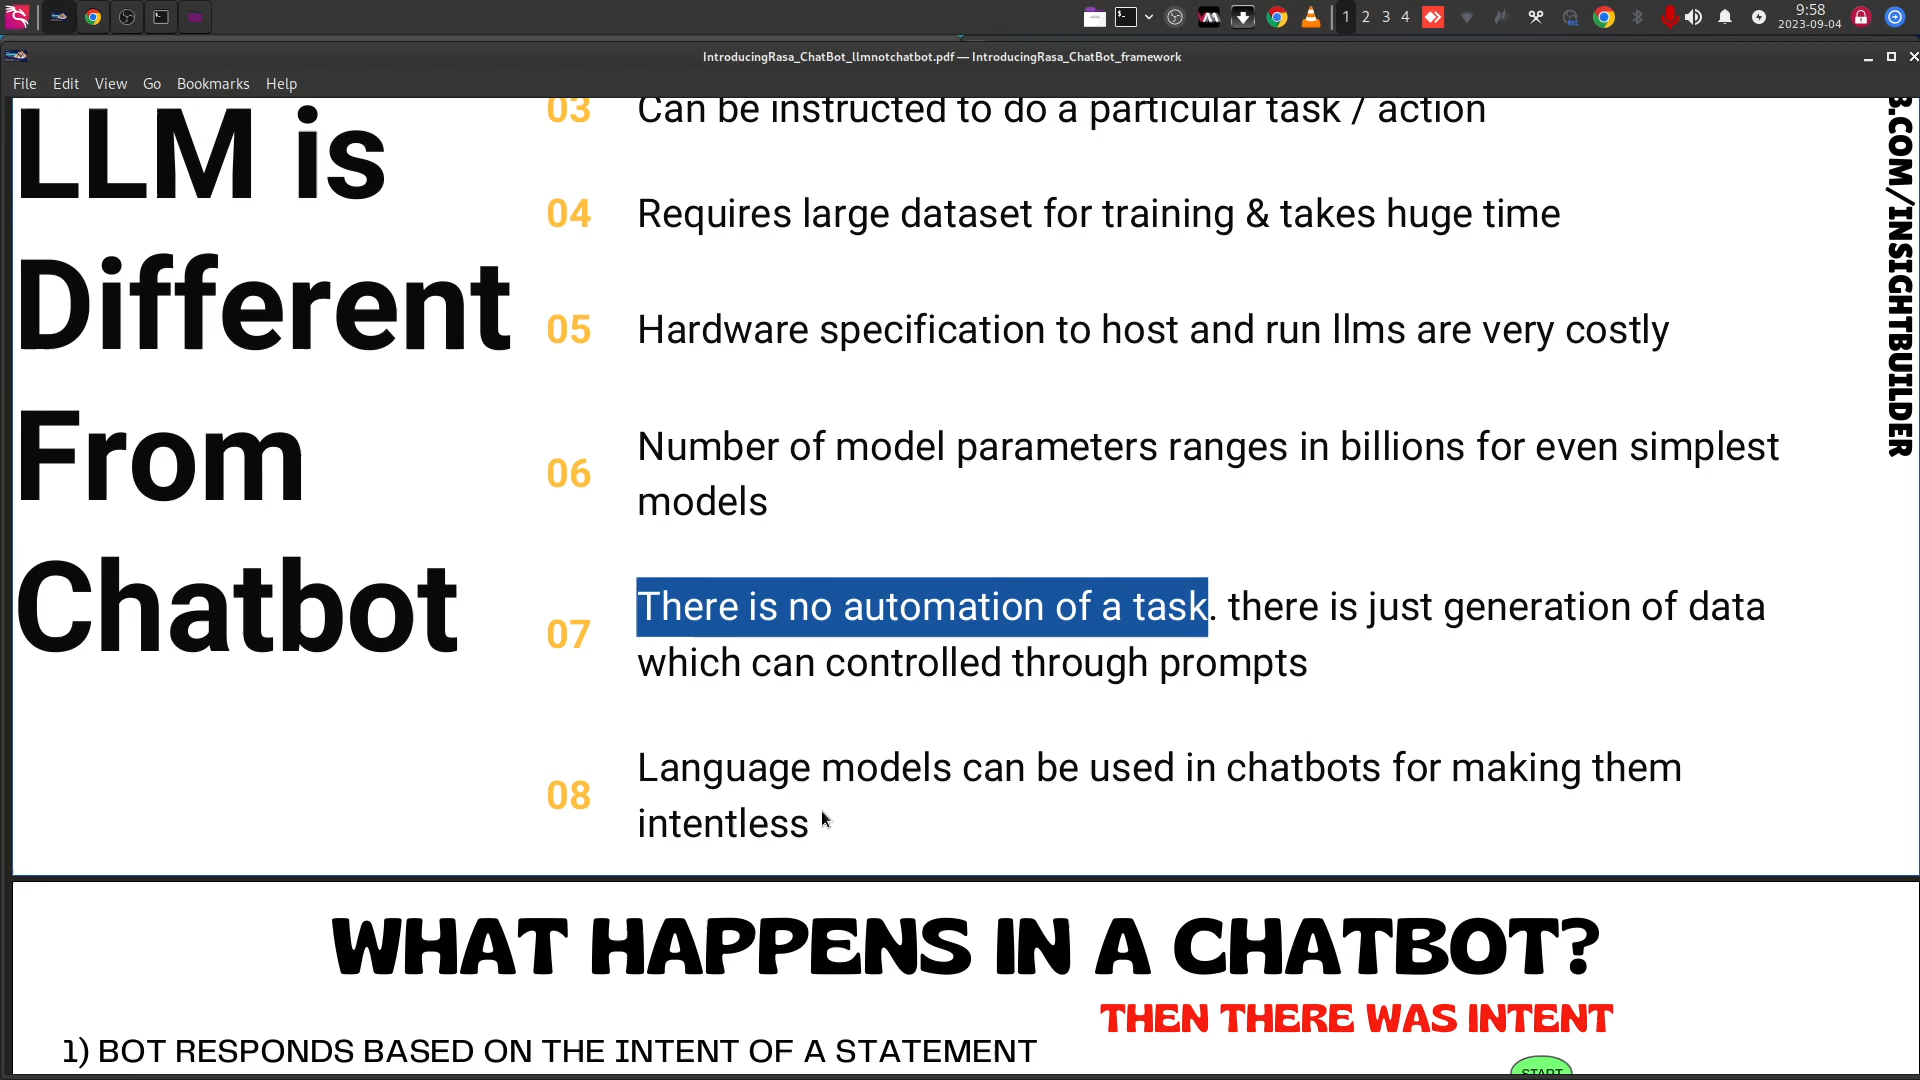 9:58
1 2 3 4
2023-09-04
IntroducingRasa_ChatBot_llmnotchatbot.pdf — IntroducingRasa_ChatBot_framework
File Edit View Go Bookmarks Help
LLM is
Different
From
Chatbot
03 Can be instructed to do a particular task / action
04 Requires large dataset for training & takes huge time
05 Hardware specification to host and run llms are very costly
06 Number of model parameters ranges in billions for even simplest
models
07 There is no automation of a task. there is just generation of data
which can controlled through prompts
08 Language models can be used in chatbots for making them
intentless
B.COM/INSIGHTBUILDER
WHAT HAPPENS IN A CHATBOT?
THEN THERE WAS INTENT
1) BOT RESPONDS BASED ON THE INTENT OF A STATEMENT
START